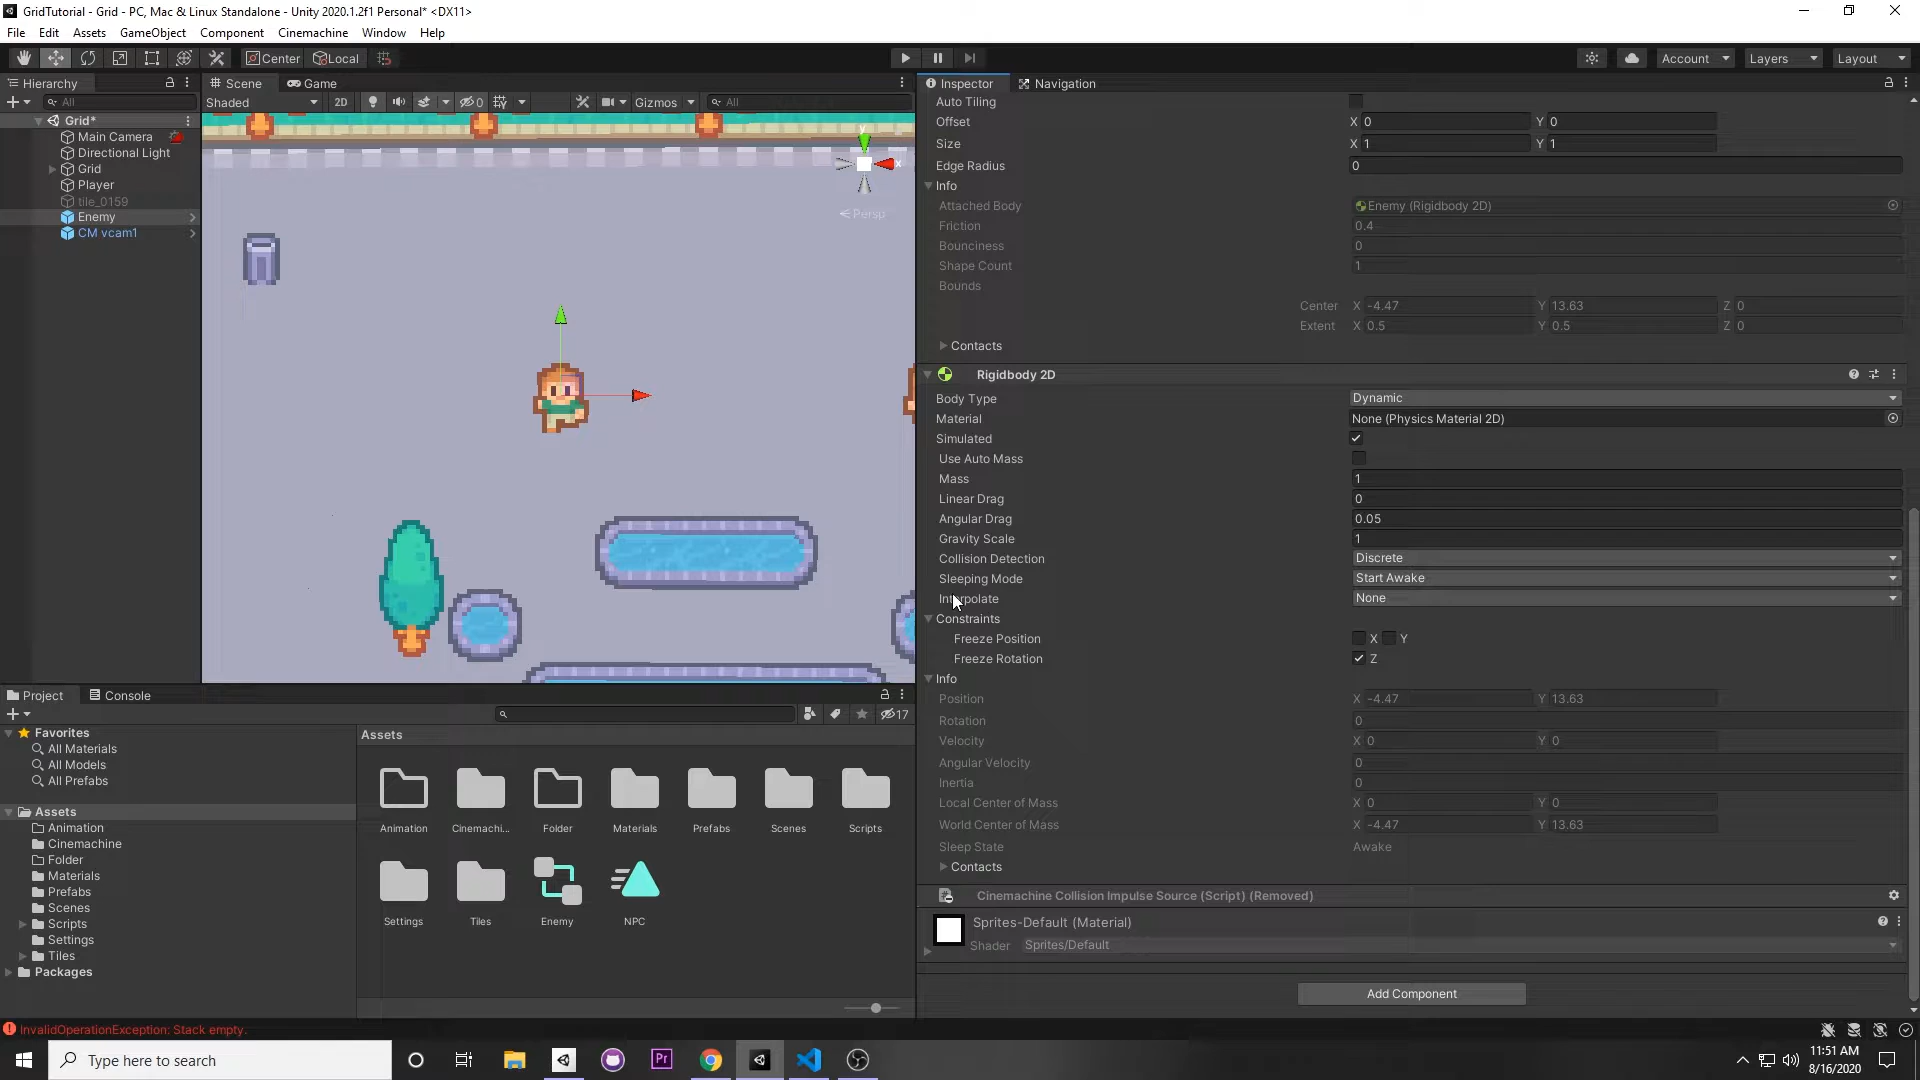 GridTutorial - Grid - PC, Mac & Linux Standalone - Unity 2020.1.2f1 Personal* <DX11>
File Edit Assets GameObject Component Cinemachine Window Help
Center Local Account Layers Layout
Hierarchy
All
Grid*
Main Camera
Directional Light
Grid
Player
tile_0159
Enemy
CM vcam1
Scene Game
Shaded 2D 0 Gizmos All
y
x
Persp
Inspector Navigation
Auto Tiling
Offset X 0 Y 0
Size X 1 Y 1
Edge Radius 0
Info
Attached Body Enemy (Rigidbody 2D)
Friction 0.4
Bounciness 0
Shape Count 1
Bounds
Center X -4.47 Y 13.63 Z 0
Extent X 0.5 Y 0.5 Z 0
Contacts
Rigidbody 2D
Body Type Dynamic
Material None (Physics Material 2D)
Simulated
Use Auto Mass
Mass 1
Linear Drag 0
Angular Drag 0.05
Gravity Scale 1
Collision Detection Discrete
Sleeping Mode Start Awake
Interpolate None
Constraints
Freeze Position X Y
Freeze Rotation Z
Info
Position X -4.47 Y 13.63
Rotation 0
Velocity X 0 Y 0
Angular Velocity 0
Inertia 0
Local Center of Mass X 0 Y 0
World Center of Mass X -4.47 Y 13.63
Sleep State Awake
Contacts
Cinemachine Collision Impulse Source (Script) (Removed)
Sprites-Default (Material)
Shader Sprites/Default
Add Component
Project Console
17
Favorites
All Materials
All Models
All Prefabs
Assets
Animation
Cinemachine
Folder
Materials
Prefabs
Scenes
Scripts
Settings
Tiles
Packages
Assets
Animation Cinemachi... Folder Materials Prefabs Scenes Scripts
Settings Tiles Enemy NPC
InvalidOperationException: Stack empty.
Type here to search
Pr
11:51 AM
8/16/2020